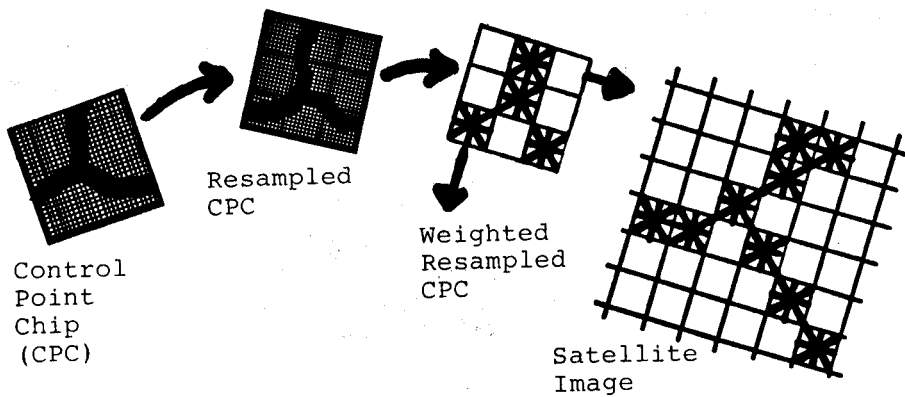 Control
Point
Chip
(CPC)
Resampled
CPC
Weighted
Resampled
CPC
Satellite
Image